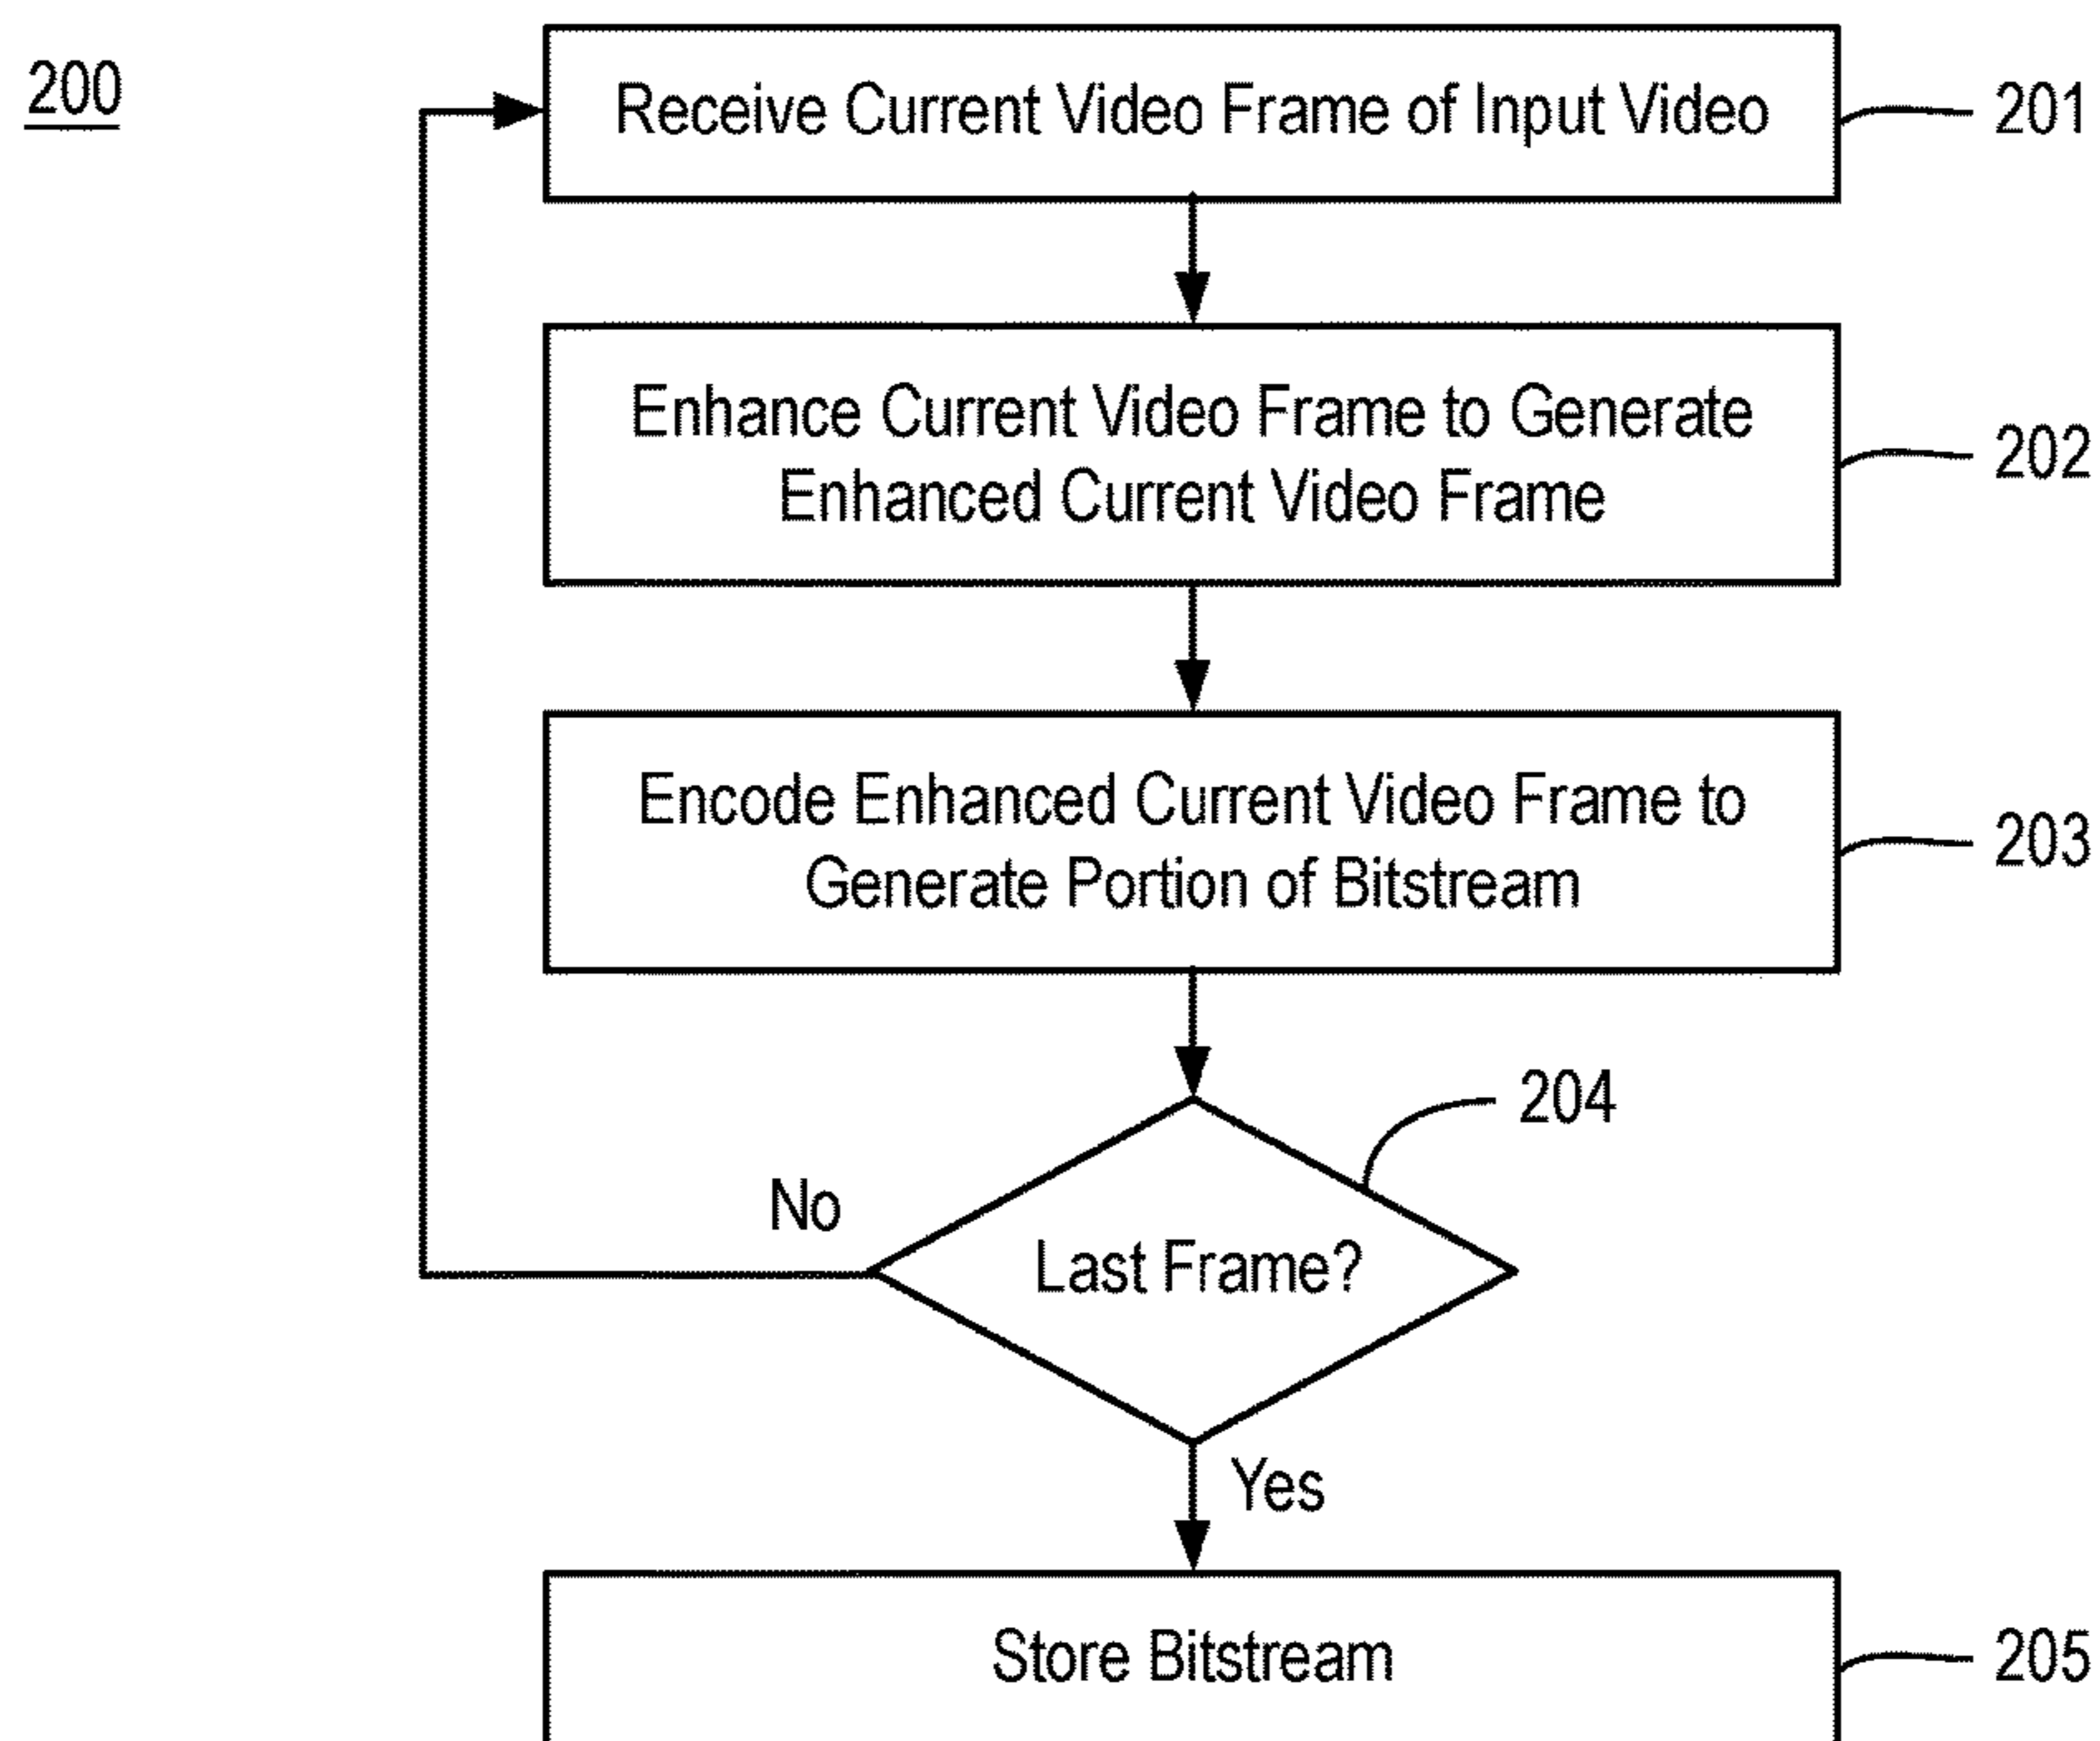 200
Receive Current Video Frame of Input Video
201
Enhance Current Video Frame to Generate
Enhanced Current Video Frame
202
Encode Enhanced Current Video Frame to
Generate Portion of Bitstream
203
204
No
Last Frame?
Yes
Store Bitstream
205